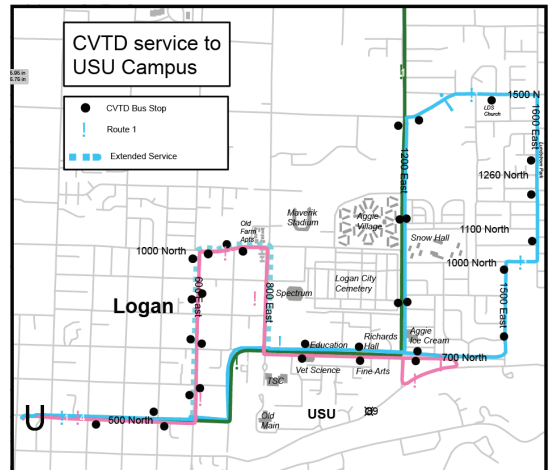 CVTD service to
USU Campus
CVTD Bus Stop
Route 1
Extended Service
1500 N
LDS
Church
1600 East
1200 East
1260 North
Maverik
Stadium
Aggie
Village
Old
Farm
Apts
Snow Hall
1100 North
1000 North
1000 North
Logan City
Cemetery
Spectrum
600 East
800 East
1500 East
Logan
Richards
Hall
Aggie
Ice Cream
Education
700 North
Vet Science
Fine-Arts
TSC
Old
Main
USU
U
500 North